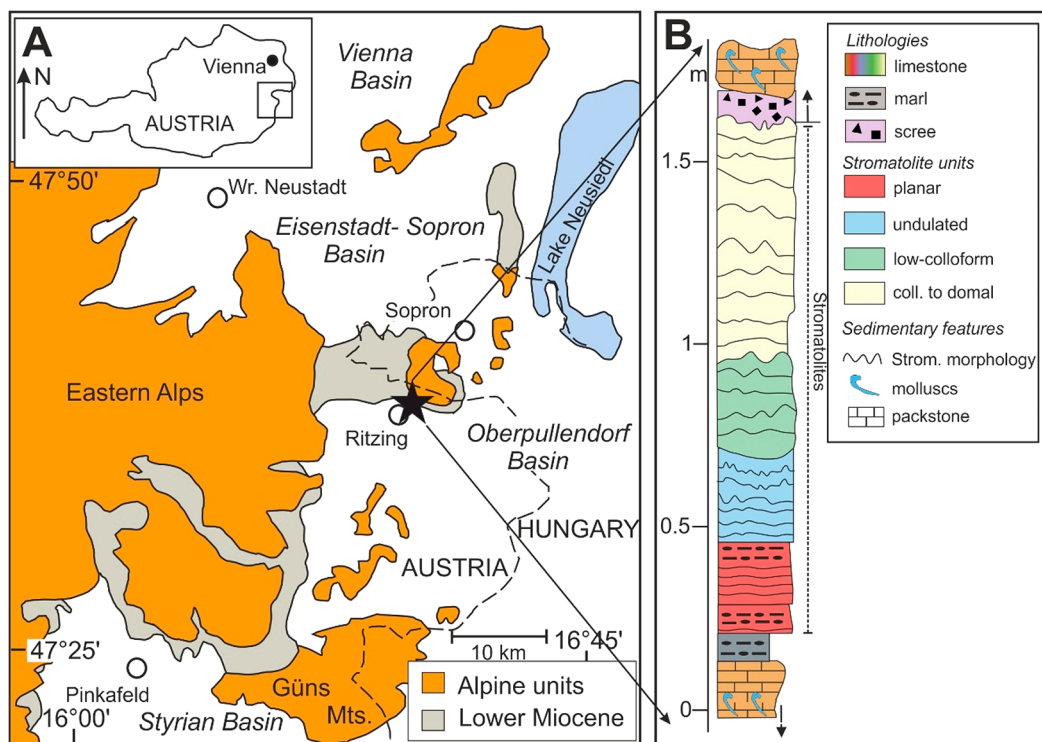 A
N
Vienna
AUSTRIA
Vienna
Basin
47°50'
Wr. Neustadt
Eisenstadt- Sopron
Basin
Lake Neusiedl
Sopron
Eastern Alps
Ritzing
Oberpullendorf
Basin
HUNGARY
AUSTRIA
47°25'
16°45'
10 km
Pinkafeld
Güns
Mts.
16°00'
Styrian Basin
Alpine units
Lower Miocene
B
m
1.5
1
0.5
0
Stromatolites
Lithologies
limestone
marl
scree
Stromatolite units
planar
undulated
low-colloform
coll. to domal
Sedimentary features
Strom. morphology
molluscs
packstone